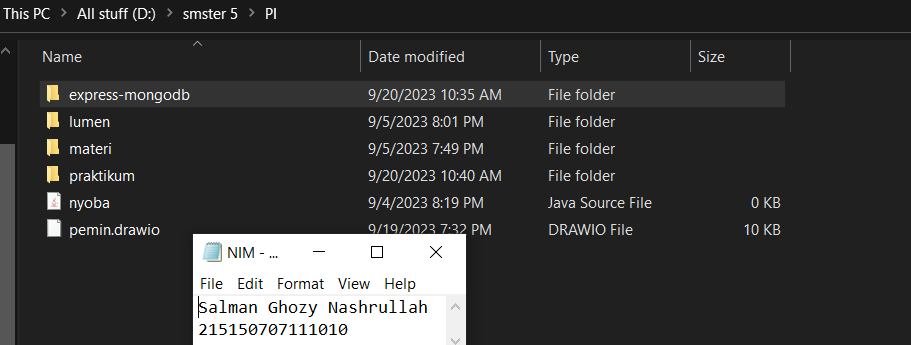 This PC > All stuff (D:) > smster 5 > PI
Name Date modified Type Size
express-mongodb 9/20/2023 10:35 AM File folder
lumen 9/5/2023 8:01 PM File folder
materi 9/5/2023 7:49 PM File folder
praktikum 9/20/2023 10:40 AM File folder
nyoba 9/4/2023 8:19 PM Java Source File 0 KB
pemin.drawio 9/19/2023 7:32 PM DRAWIO File 10 KB
NIM - ...
File Edit Format View Help
Salman Ghozy Nashrullah
215150707111010